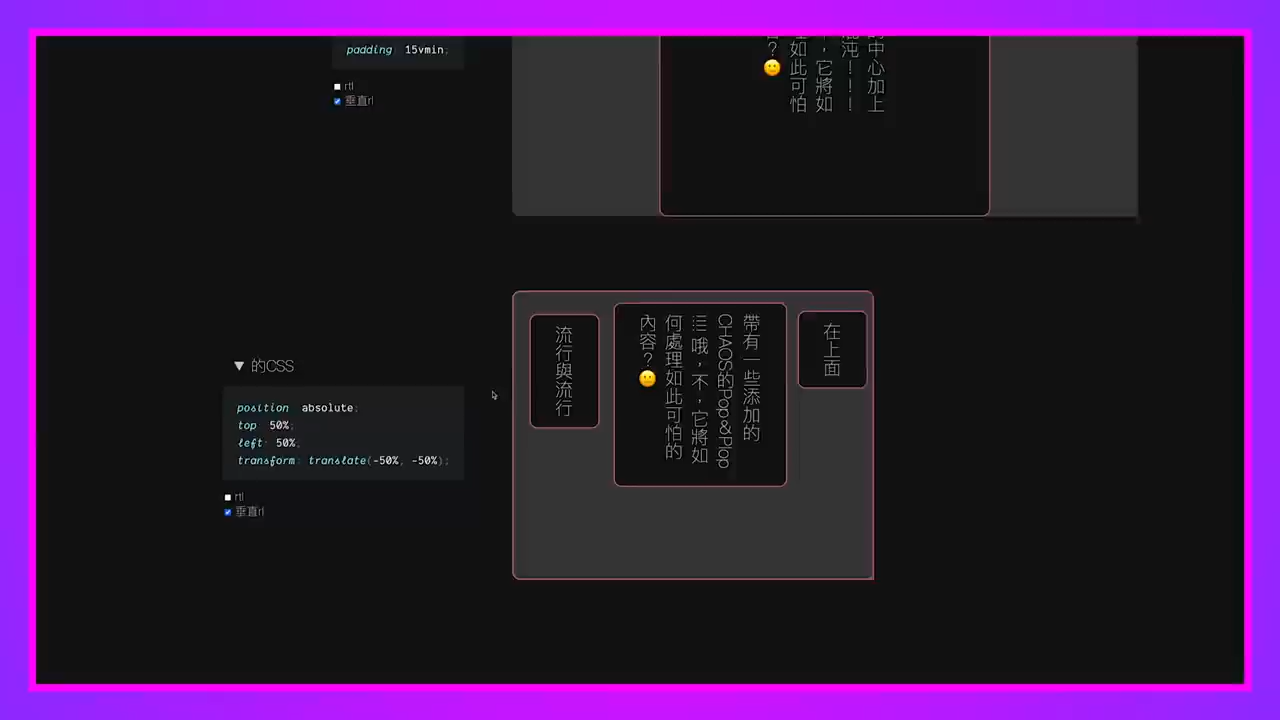 padding: 15vmin;
rtl
垂直rl
的中心加上
混沌！！！
，它將如
理如此可怕
容？😐
▼ 的CSS
position: absolute;
top: 50%;
left: 50%;
transform: translate(-50%, -50%);
rtl
垂直rl
在上面
帶有一些添加的
CHAOS的Pop&Plop
!!!! 哦，不，它將如
何處理如此可怕的
內容？😐
流行與流行